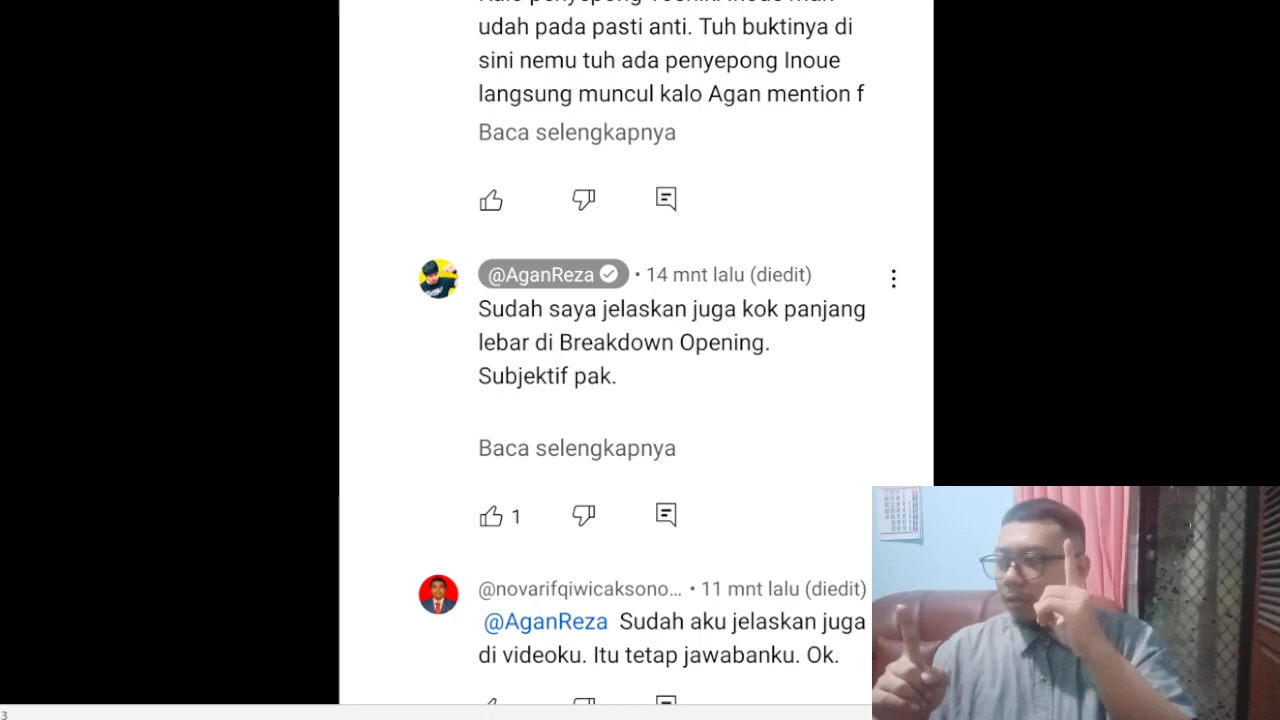 udah pada pasti anti. Tuh buktinya di
sini nemu tuh ada penyepong Inoue
langsung muncul kalo Agan mention f
Baca selengkapnya
@AganReza • 14 mnt lalu (diedit)
Sudah saya jelaskan juga kok panjang
lebar di Breakdown Opening.
Subjektif pak.
Baca selengkapnya
1
@novarifqiwicaksono... • 11 mnt lalu (diedit)
@AganReza Sudah aku jelaskan juga
di videoku. Itu tetap jawabanku. Ok.
3